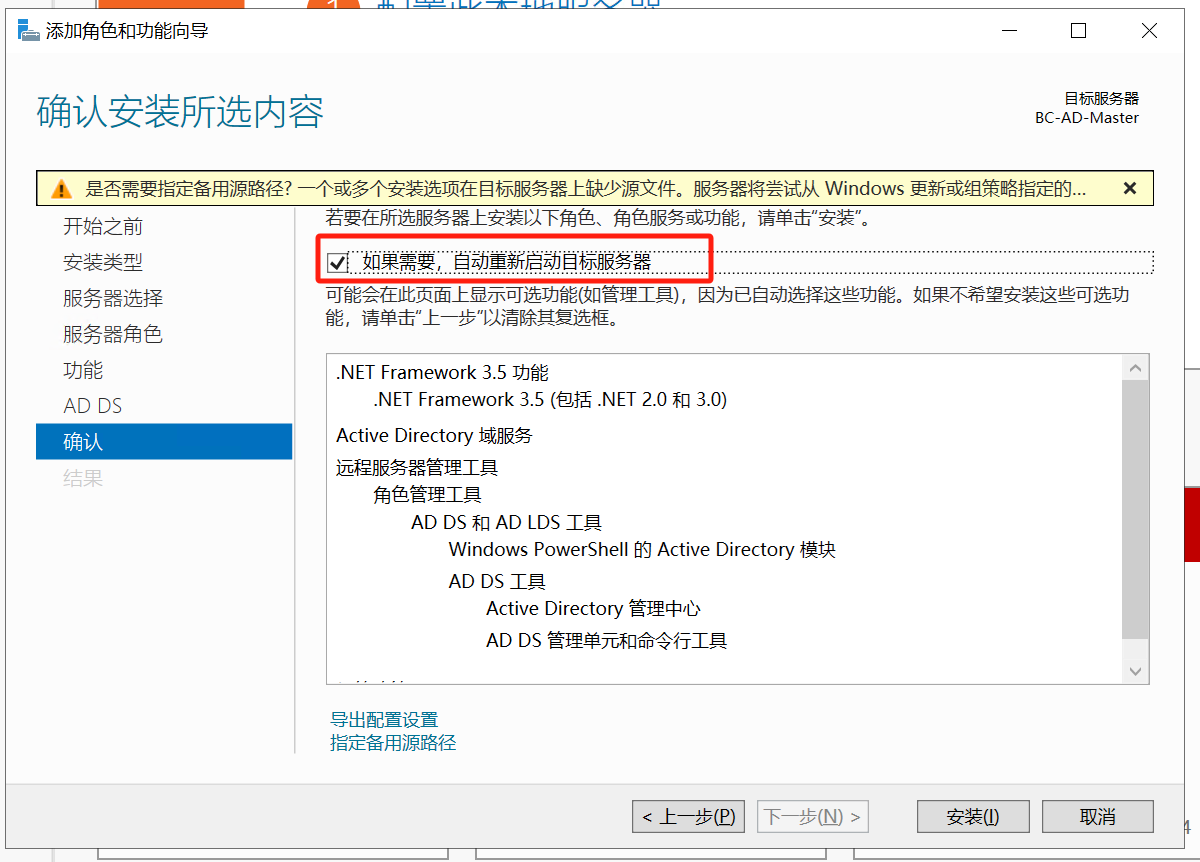 添加角色和功能向导
确认安装所选内容
目标服务器
BC-AD-Master
是否需要指定备用源路径? 一个或多个安装选项在目标服务器上缺少源文件。服务器将尝试从 Windows 更新或组策略指定的...
开始之前
安装类型
服务器选择
服务器角色
功能
AD DS
确认
结果
若要在所选服务器上安装以下角色、角色服务或功能，请单击“安装”。
如果需要，自动重新启动目标服务器
可能会在此页面上显示可选功能(如管理工具)，因为已自动选择这些功能。如果不希望安装这些可选功
能，请单击“上一步”以清除其复选框。
.NET Framework 3.5 功能
.NET Framework 3.5 (包括 .NET 2.0 和 3.0)
Active Directory 域服务
远程服务器管理工具
角色管理工具
AD DS 和 AD LDS 工具
Windows PowerShell 的 Active Directory 模块
AD DS 工具
Active Directory 管理中心
AD DS 管理单元和命令行工具
导出配置设置
指定备用源路径
< 上一步(P)
下一步(N) >
安装(I)
取消